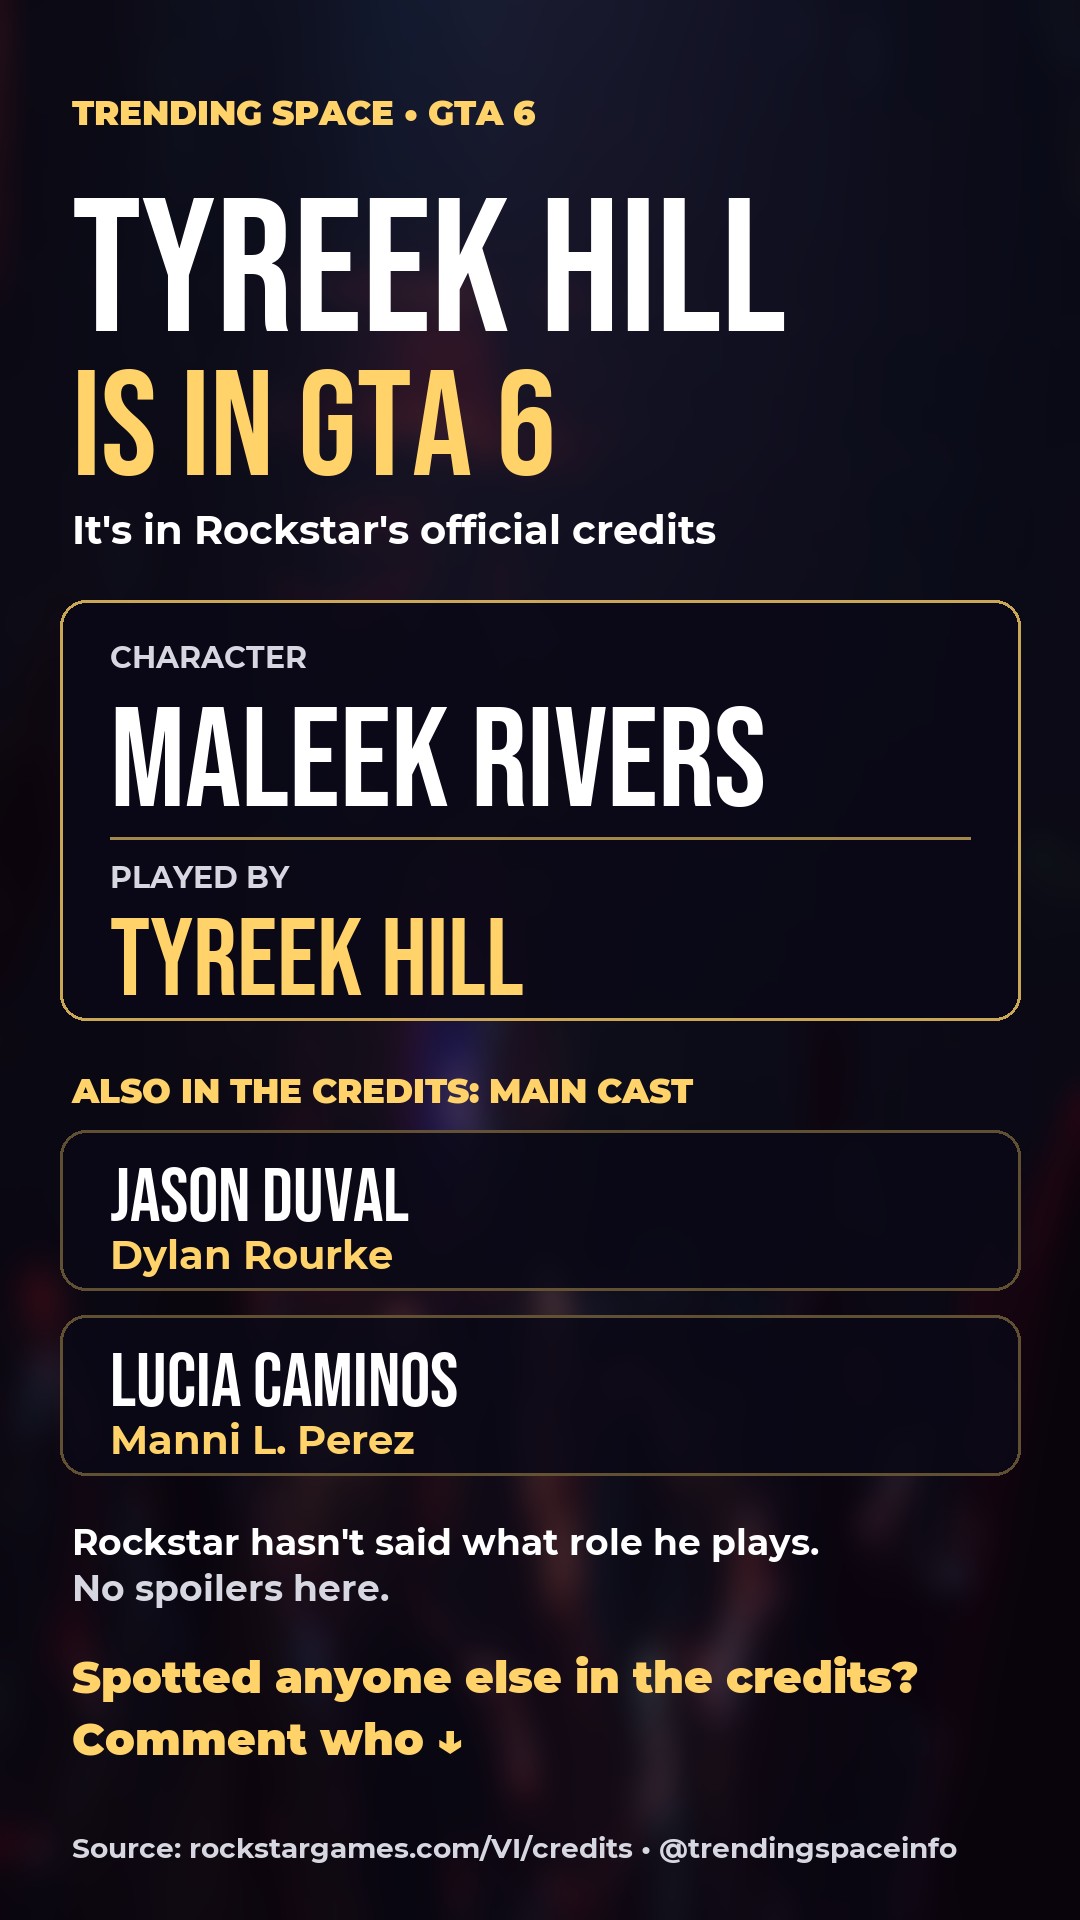 TRENDING SPACE • GTA 6
TYREEK HILL
IS IN GTA 6
It's in Rockstar's official credits
CHARACTER
MALEEK RIVERS
PLAYED BY
TYREEK HILL
ALSO IN THE CREDITS: MAIN CAST
JASON DUVAL
Dylan Rourke
LUCIA CAMINOS
Manni L. Perez
Rockstar hasn't said what role he plays.
No spoilers here.
Spotted anyone else in the credits?
Comment who ↓
Source: rockstargames.com/VI/credits • @trendingspaceinfo